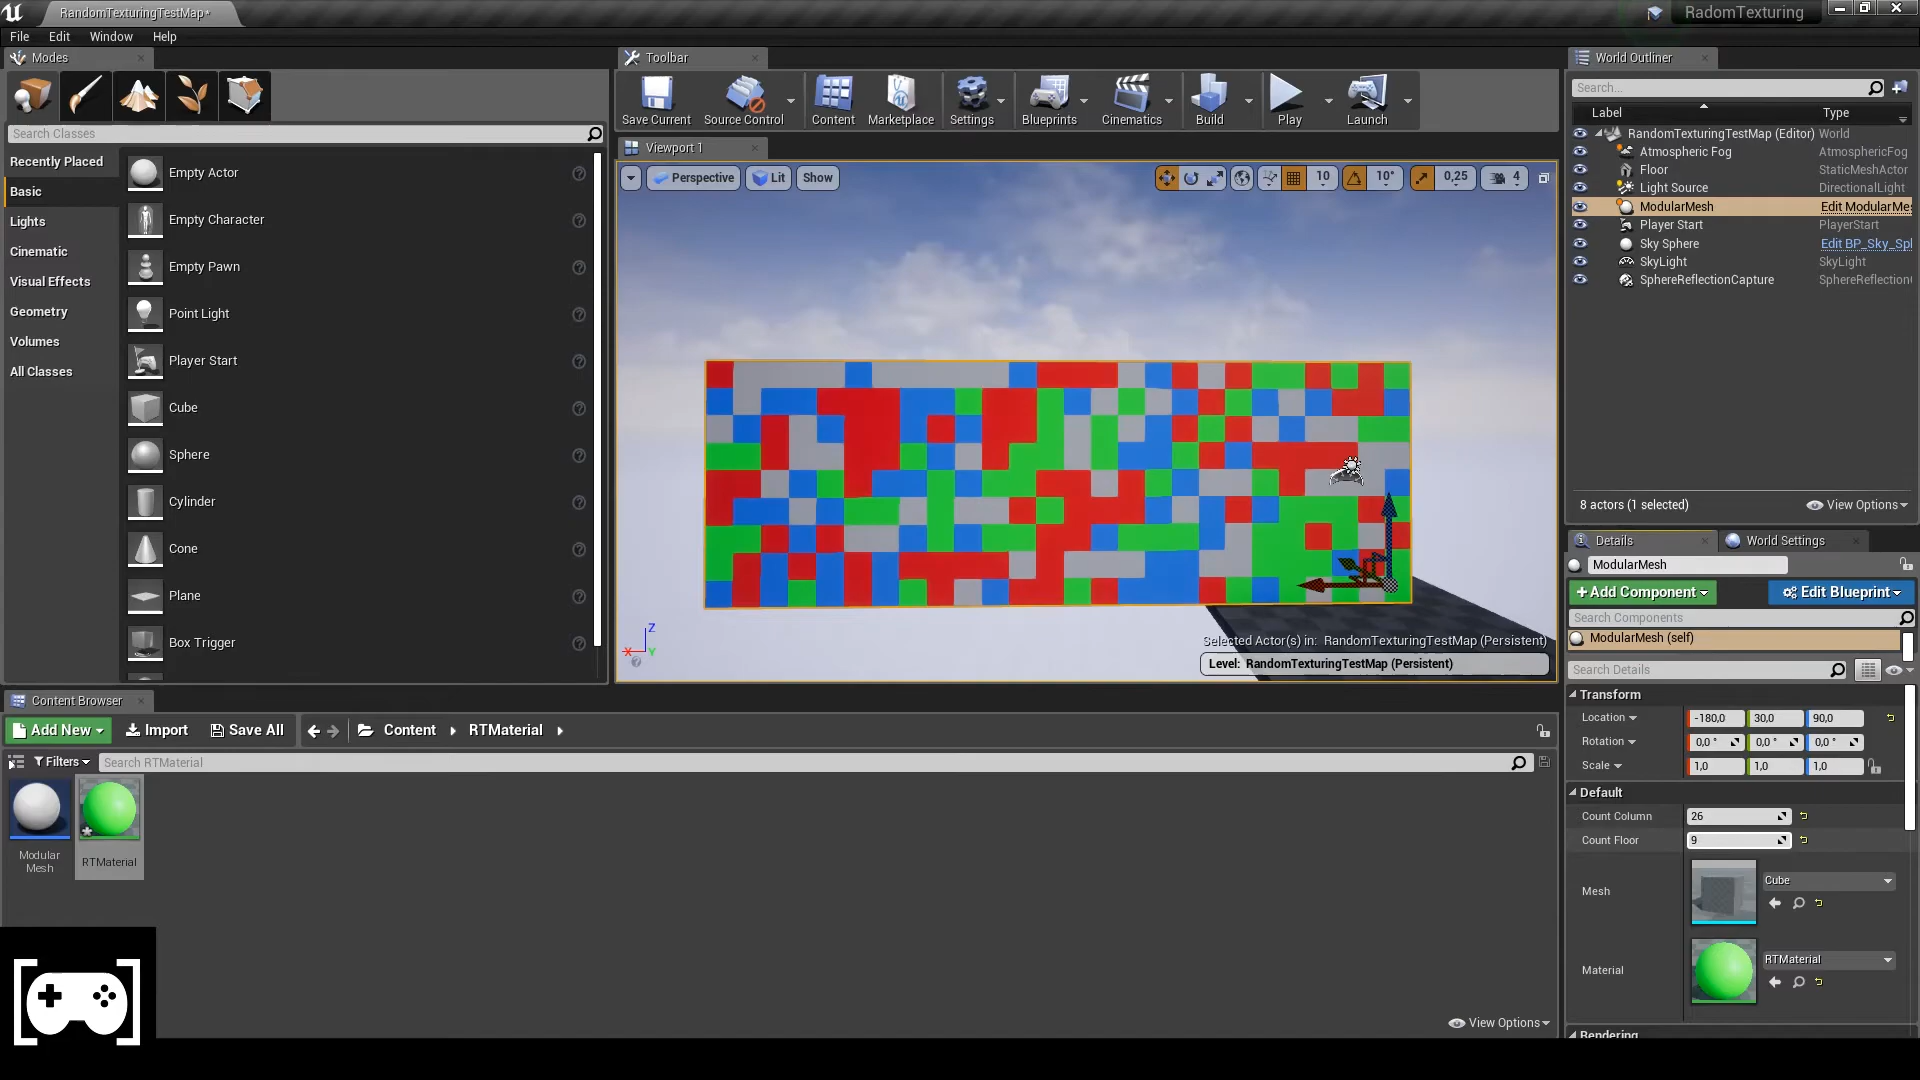 RandomTexturingTestMap*
RadomTexturing
File Edit Window Help
Modes
Search Classes
Recently Placed
Basic
Lights
Cinematic
Visual Effects
Geometry
Volumes
All Classes
Empty Actor
Empty Character
Empty Pawn
Point Light
Player Start
Cube
Sphere
Cylinder
Cone
Plane
Box Trigger
Toolbar
Save Current Source Control Content Marketplace Settings Blueprints Cinematics Build Play Launch
Viewport 1
Perspective Lit Show
10 10° 0,25 4
Z
X Y
Selected Actor(s) in: RandomTexturingTestMap (Persistent)
Level: RandomTexturingTestMap (Persistent)
World Outliner
Search...
Label Type
RandomTexturingTestMap (Editor) World
Atmospheric Fog AtmosphericFog
Floor StaticMeshActor
Light Source DirectionalLight
ModularMesh Edit ModularMe
Player Start PlayerStart
Sky Sphere Edit BP_Sky_Spl
SkyLight SkyLight
SphereReflectionCapture SphereReflection
8 actors (1 selected) View Options
Details World Settings
ModularMesh
+ Add Component Edit Blueprint
Search Components
ModularMesh (self)
Search Details
Transform
Location -180,0 30,0 90,0
Rotation 0,0 ° 0,0 ° 0,0 °
Scale 1,0 1,0 1,0
Default
Count Column 26
Count Floor 9
Mesh Cube
Material RTMaterial
Rendering
Content Browser
Add New Import Save All Content RTMaterial
Filters Search RTMaterial
Modular
Mesh
RTMaterial
View Options